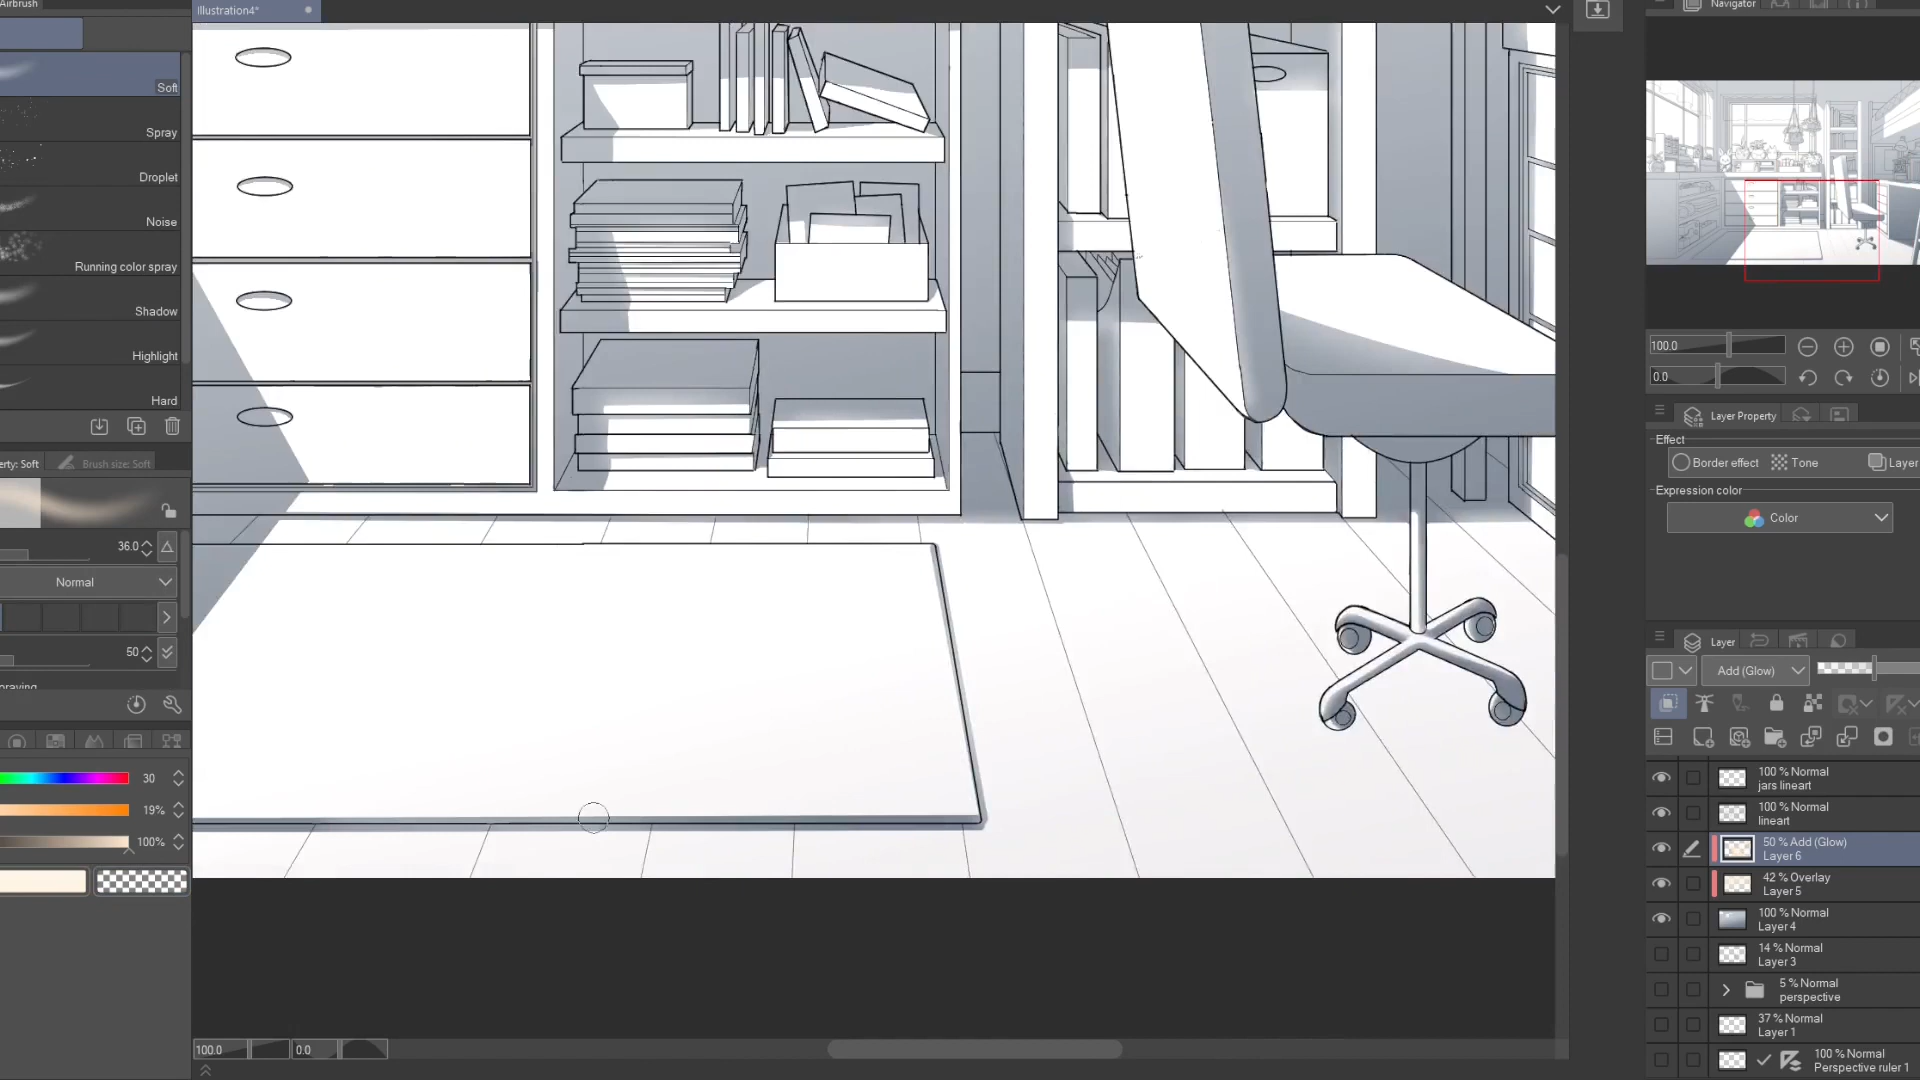 Airbrush
Illustration4*
Navigator
Soft
Spray
Droplet
Noise
Running color spray
Shadow
Highlight
Hard
erty: Soft
Brush size: Soft
36.0
Normal
50
30
19%
100%
100.0
0.0
100.0
0.0
Layer Property
Effect
Border effect
Tone
Layer
Expression color
Color
Layer
Add (Glow)
100 % Normal
jars lineart
100 % Normal
lineart
50 % Add (Glow)
Layer 6
42 % Overlay
Layer 5
100 % Normal
Layer 4
14 % Normal
Layer 3
5 % Normal
perspective
37 % Normal
Layer 1
100 % Normal
Perspective ruler 1